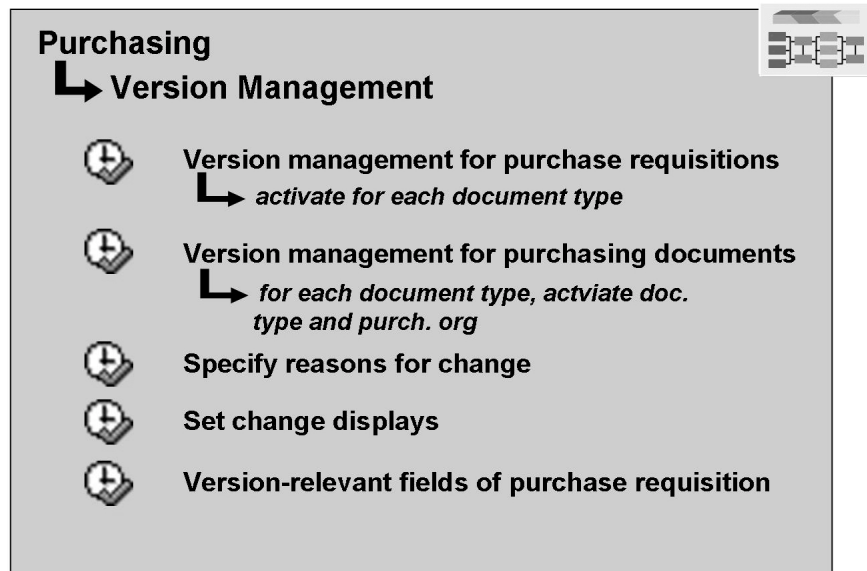 Purchasing
Version Management
Version management for purchase requisitions
activate for each document type
Version management for purchasing documents
for each document type, actviate doc.
type and purch. org
Specify reasons for change
Set change displays
Version-relevant fields of purchase requisition